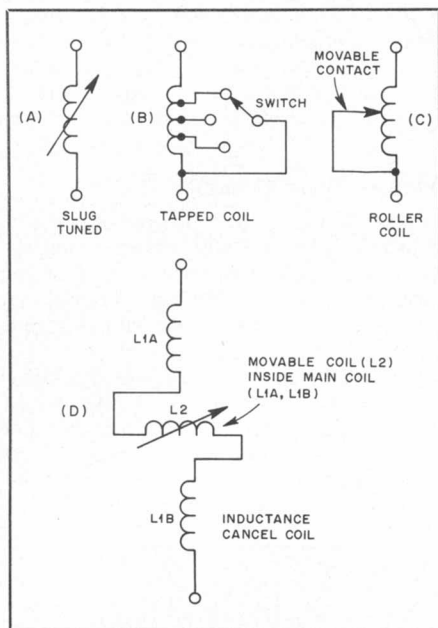 (A)
SLUG
TUNED
(B)
SWITCH
TAPPED COIL
MOVABLE
CONTACT
(C)
ROLLER
COIL
(D)
L1A
L2
MOVABLE COIL (L2)
INSIDE MAIN COIL
(L1A, L1B)
L1B
INDUCTANCE
CANCEL COIL